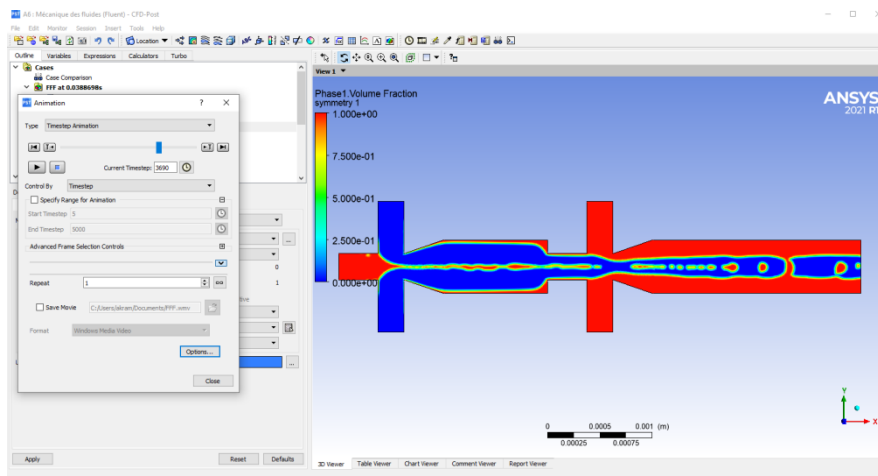 A8 : Mécanique des fluides (Fluent) - CFD-Post
File Edit Monitor Session Insert Tools Help
Location
Outline Variables Expressions Calculators Turbo
Cases
Case Comparison
FFF at 0.0388698s
Animation
Type Timestep Animation
Current Timestep: 3690
Control By Timestep
Specify Range for Animation
Start Timestep 5
End Timestep 5000
Advanced Frame Selection Controls
Repeat 1
Save Movie C:/Users/akram/Documents/FFF.wmv
Format Windows Media Video
Options...
Close
0
1
Apply Reset Defaults
View 1
Phase1.Volume Fraction
symmetry 1
1.000e+00
7.500e-01
5.000e-01
2.500e-01
0.000e+00
ANSYS
2021 R1
0 0.0005 0.001 (m)
0.00025 0.00075
Y
X
3D Viewer Table Viewer Chart Viewer Comment Viewer Report Viewer